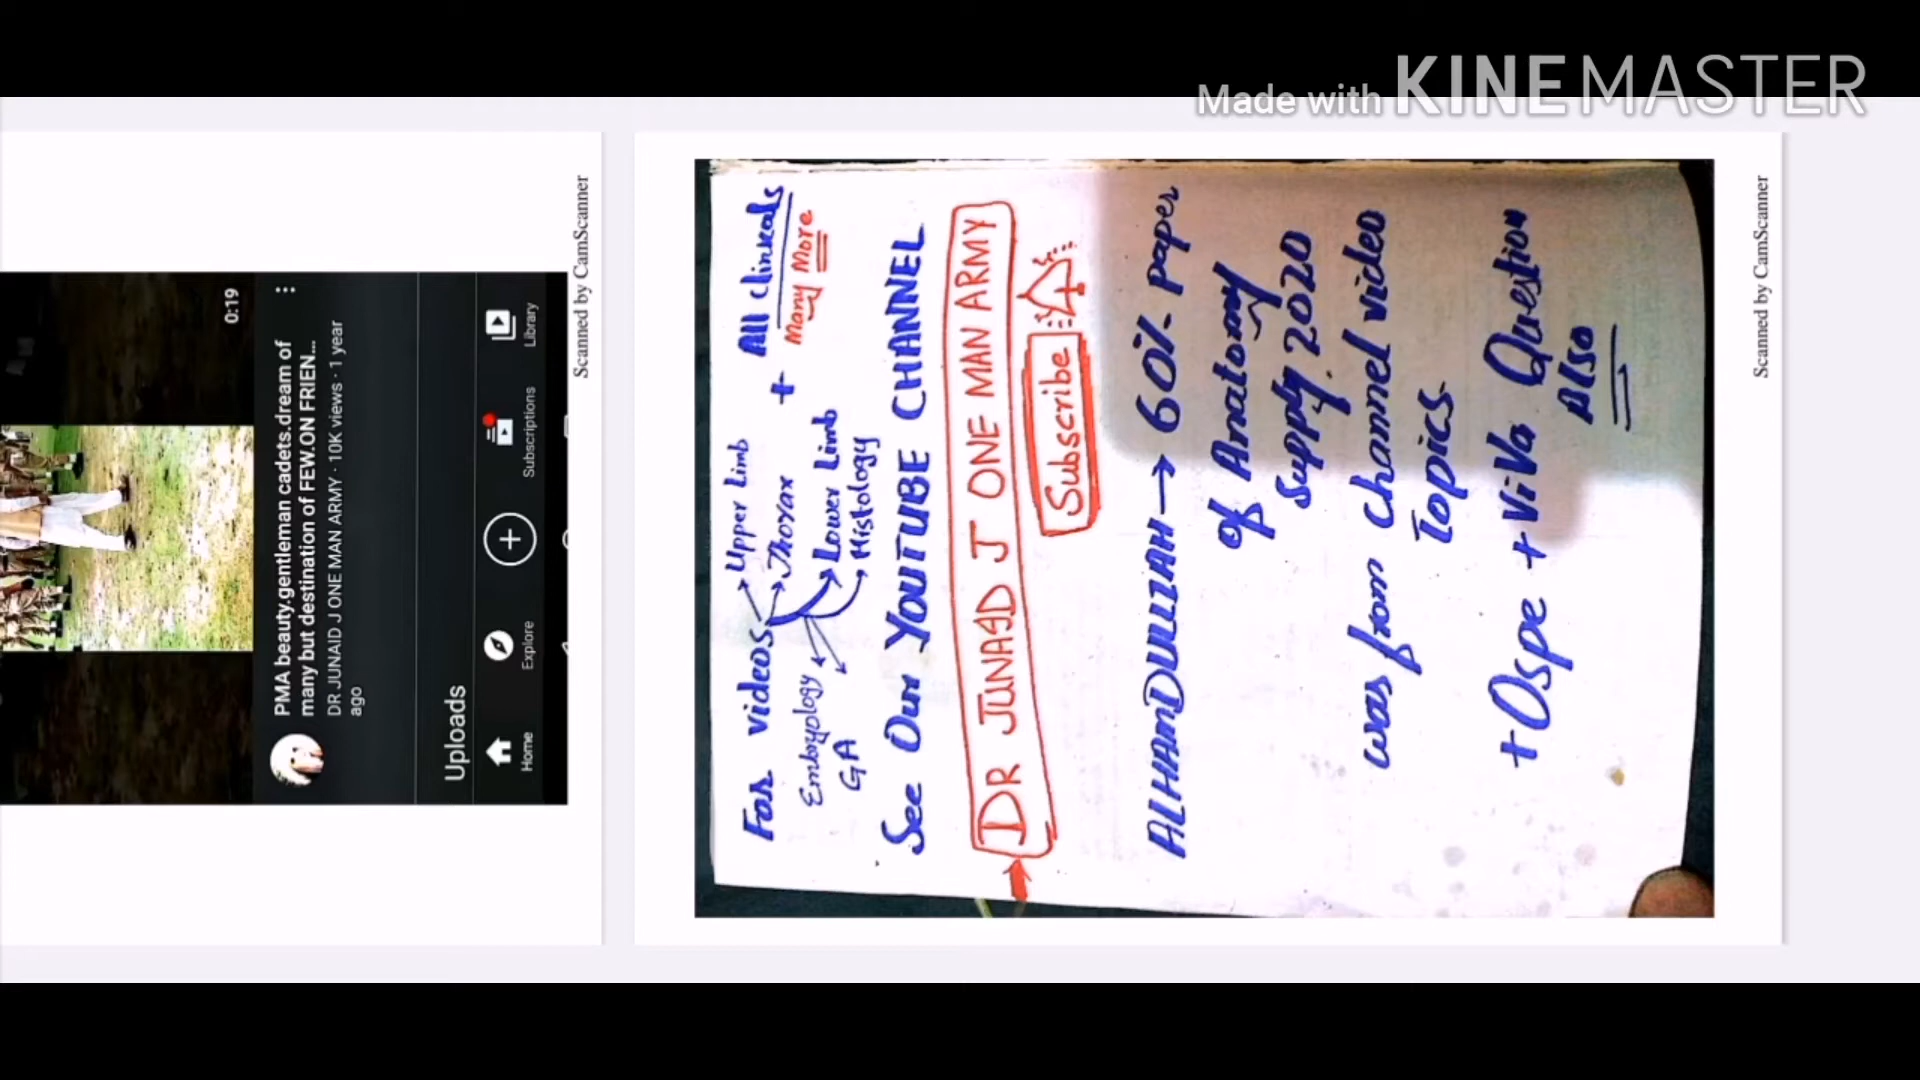 Made with KINEMASTER
0:19
PMA beauty.gentleman cadets.dream of
many but destination of FEW.ON FRIEN...
DR JUNAID J ONE MAN ARMY · 10K views · 1 year
ago
Uploads
Home
Explore
Subscriptions
Library
Scanned by CamScanner
For videos → Upper Limb + All Clinicals
Thorax
Many More
Embryology
Lower Limb
GA
Histology
See Our YOUTUBE CHANNEL
DR JUNAID J ONE MAN ARMY
Subscribe
ALHAMDULILLAH → 60% paper
of Anatomy
Supply.2020
was from channel video
Topics
+ Ospe + ViVa Question
Also
Scanned by CamScanner